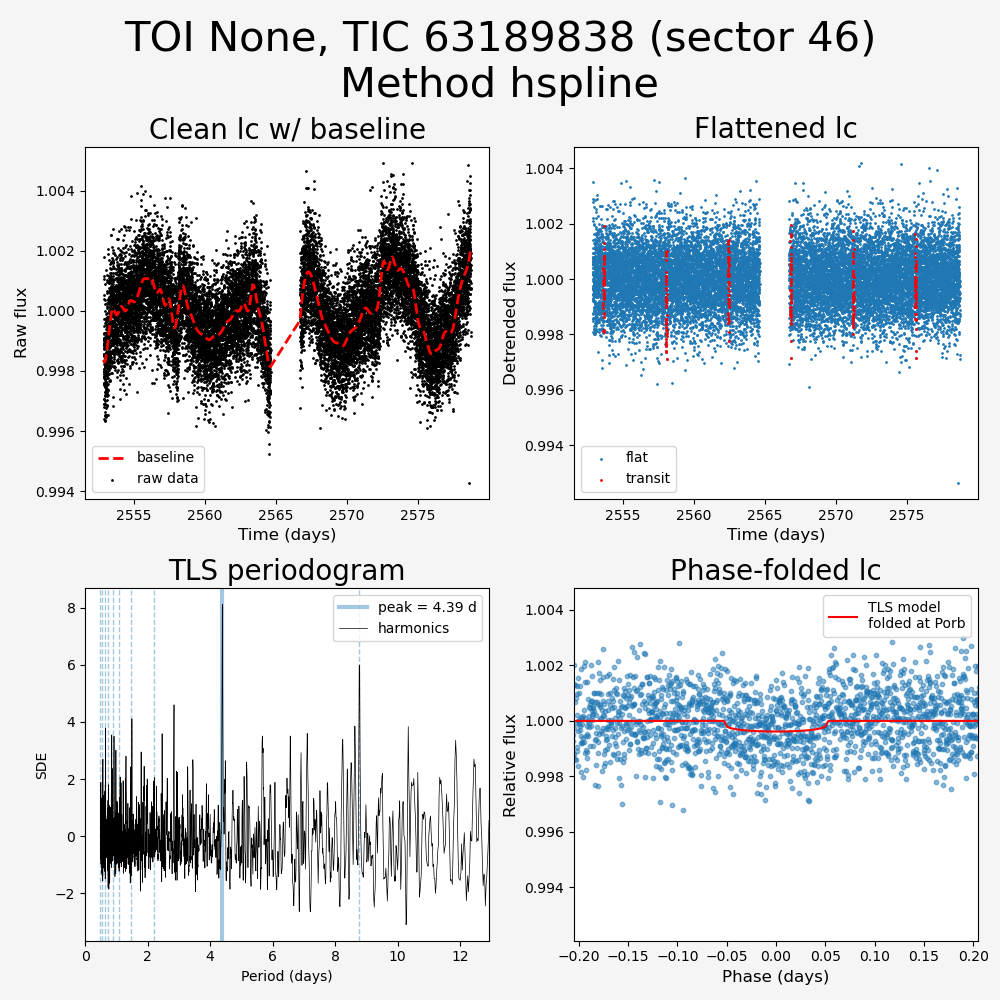 TOI None, TIC 63189838 (sector 46)
Method hspline
Clean lc w/ baseline
Raw flux
1.004
1.002
1.000
0.998
0.996
0.994
baseline
raw data
2555
2560
2565
2570
2575
Time (days)
Flattened lc
Detrended flux
1.004
1.002
1.000
0.998
0.996
0.994
flat
transit
2555
2560
2565
2570
2575
Time (days)
TLS periodogram
SDE
8
6
4
2
0
−2
peak = 4.39 d
harmonics
0
2
4
6
8
10
12
Period (days)
Phase-folded lc
Relative flux
1.004
1.002
1.000
0.998
0.996
0.994
TLS model
folded at Porb
−0.20
−0.15
−0.10
−0.05
0.00
0.05
0.10
0.15
0.20
Phase (days)